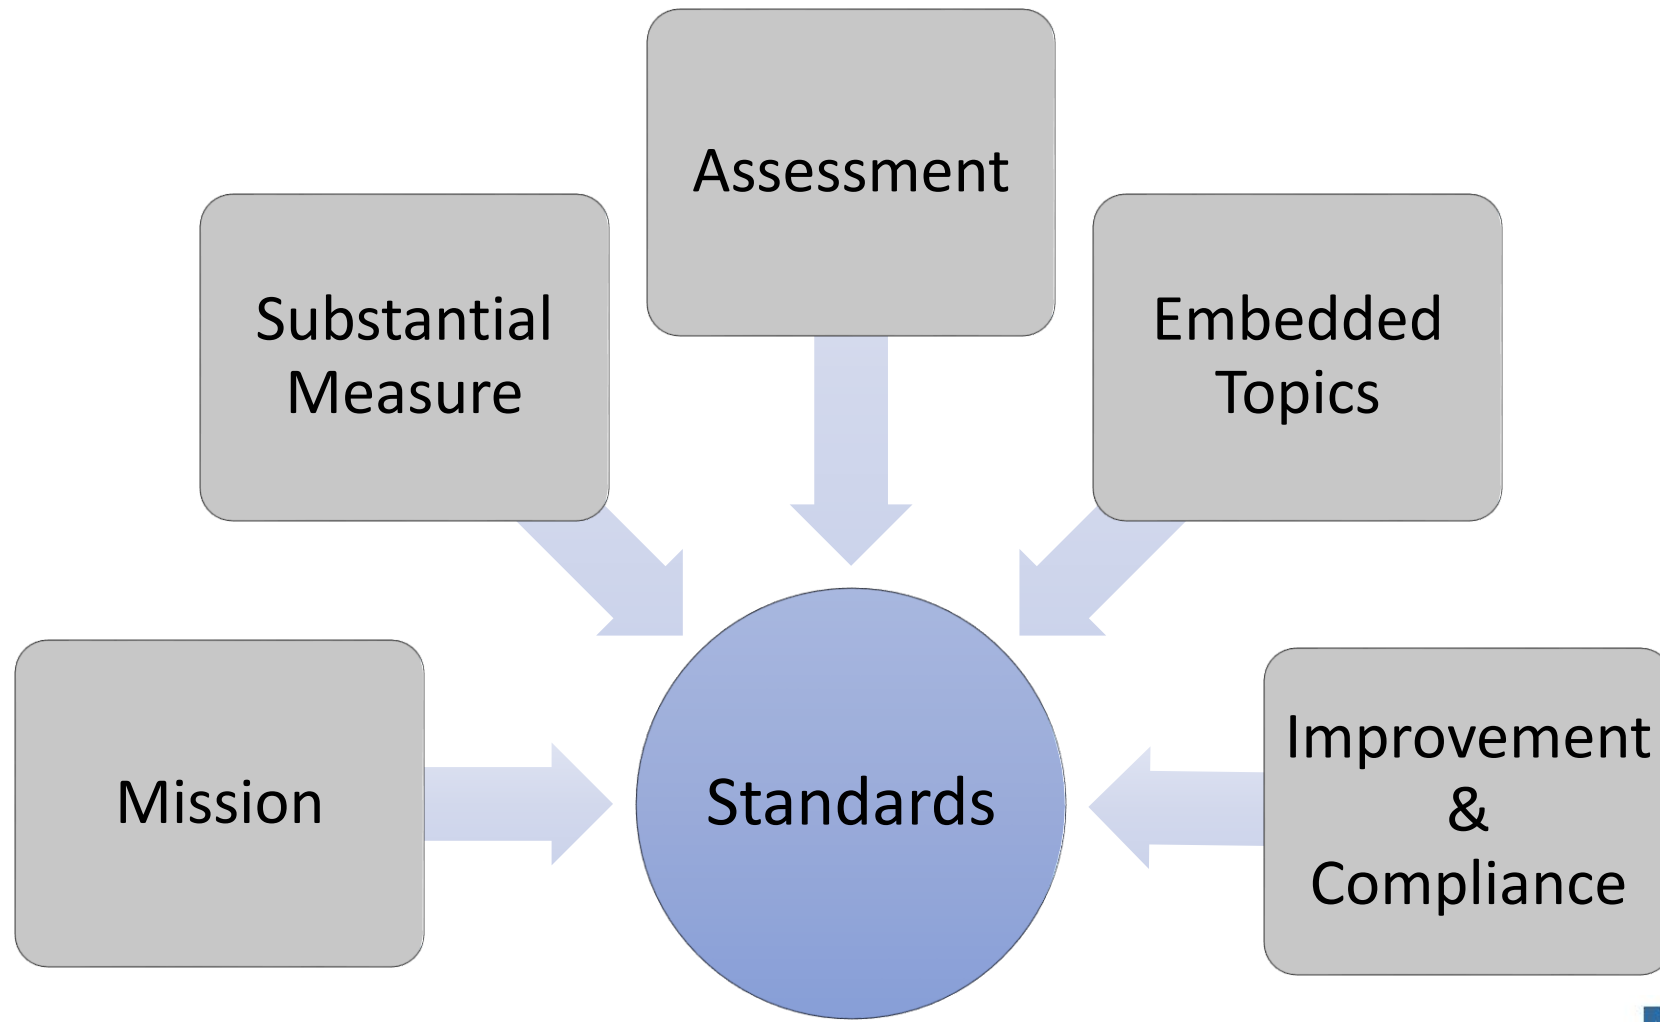 Assessment
Substantial
Measure
Embedded
Topics
Mission
Standards
Improvement
&
Compliance